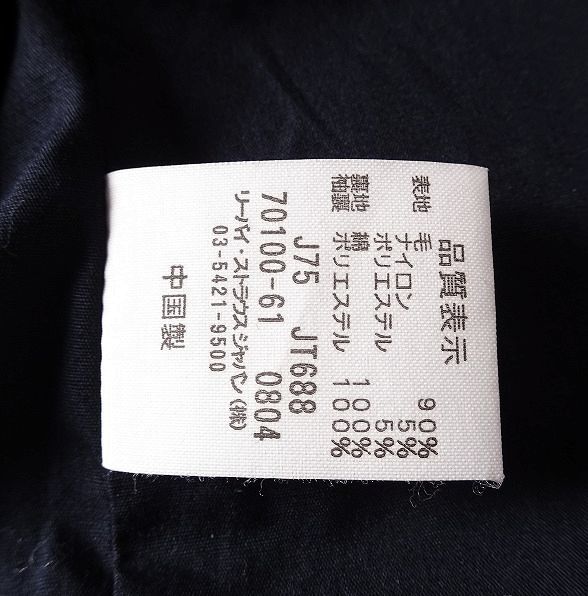 品質表示
表地 毛 90%
ナイロン 5%
ポリエステル 5%
裏地 綿 100%
袖裏 ポリエステル 100%
J75 JT688
70100-61 0804
リーバイ・ストラウスジャパン(株)
03-5421-9500
中国製